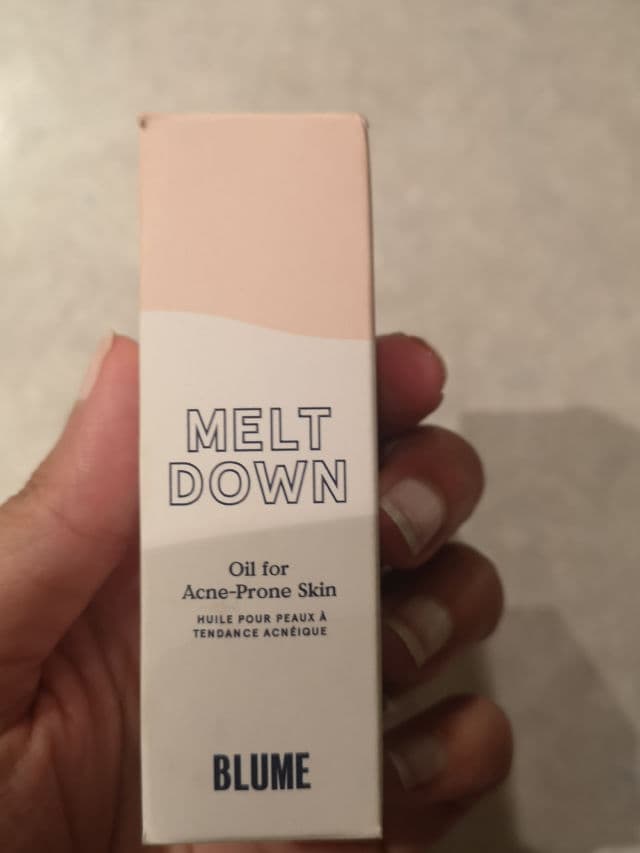 MELT
DOWN
Oil for
Acne-Prone Skin
HUILE POUR PEAUX À
TENDANCE ACNÉIQUE
BLUME